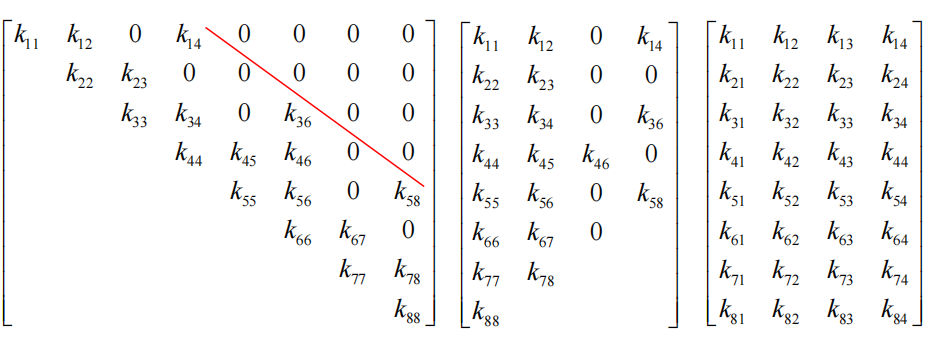 k₁₁ k₁₂ 0 k₁₄ 0 0 0 0
k₂₂ k₂₃ 0 0 0 0 0
k₃₃ k₃₄ 0 k₃₆ 0 0
k₄₄ k₄₅ k₄₆ 0 0
k₅₅ k₅₆ 0 k₅₈
k₆₆ k₆₇ 0
k₇₇ k₇₈
k₈₈
k₁₁ k₁₂ 0 k₁₄
k₂₂ k₂₃ 0 0
k₃₃ k₃₄ 0 k₃₆
k₄₄ k₄₅ k₄₆ 0
k₅₅ k₅₆ 0 k₅₈
k₆₆ k₆₇ 0
k₇₇ k₇₈
k₈₈
k₁₁ k₁₂ k₁₃ k₁₄
k₂₁ k₂₂ k₂₃ k₂₄
k₃₁ k₃₂ k₃₃ k₃₄
k₄₁ k₄₂ k₄₃ k₄₄
k₅₁ k₅₂ k₅₃ k₅₄
k₆₁ k₆₂ k₆₃ k₆₄
k₇₁ k₇₂ k₇₃ k₇₄
k₈₁ k₈₂ k₈₃ k₈₄